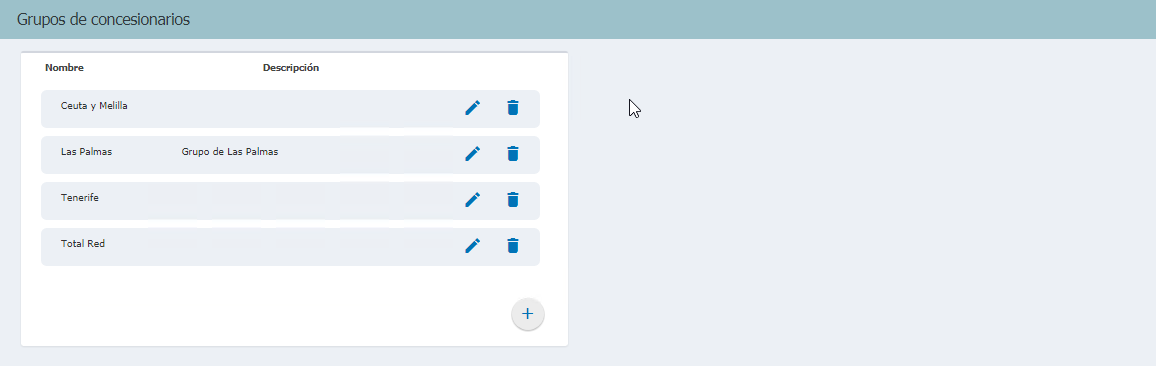 Grupos de concesionarios
Nombre Descripción
Ceuta y Melilla
Las Palmas Grupo de Las Palmas
Tenerife
Total Red
+